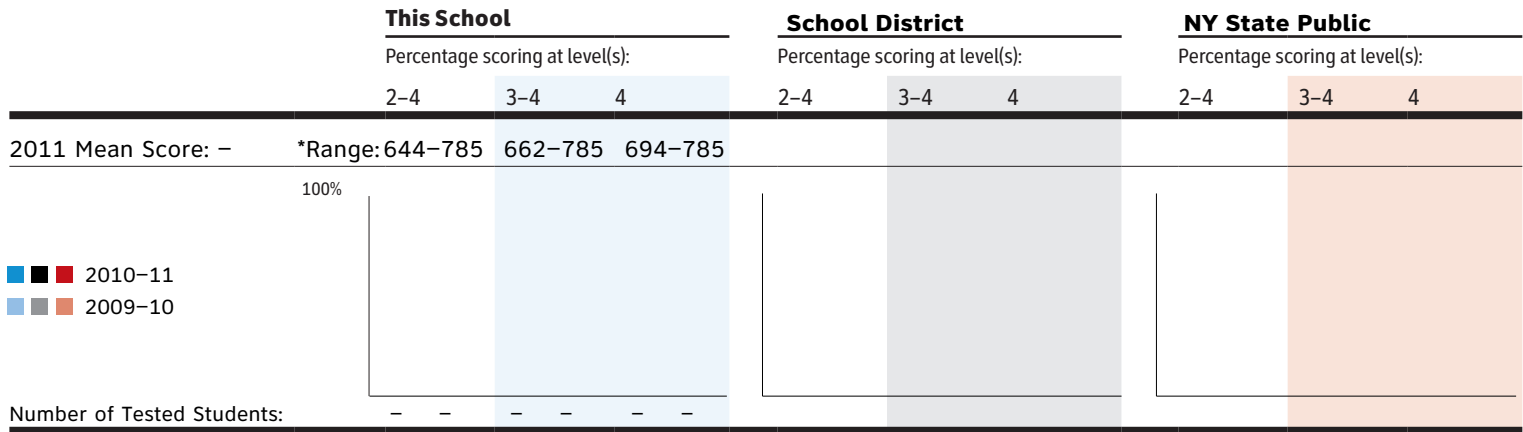 This School School District NY State Public
Percentage scoring at level(s): Percentage scoring at level(s): Percentage scoring at level(s):
2–4 3–4 4 2–4 3–4 4 2–4 3–4 4
2011 Mean Score: – *Range: 644–785 662–785 694–785
100%
2010–11
2009–10
Number of Tested Students: – – – – – –